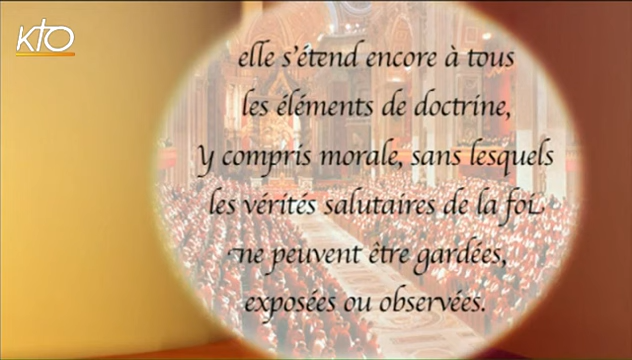 KTO
elle s'étend encore à tous
les éléments de doctrine,
y compris morale, sans lesquels
les vérités salutaires de la foi
ne peuvent être gardées,
exposées ou observées.